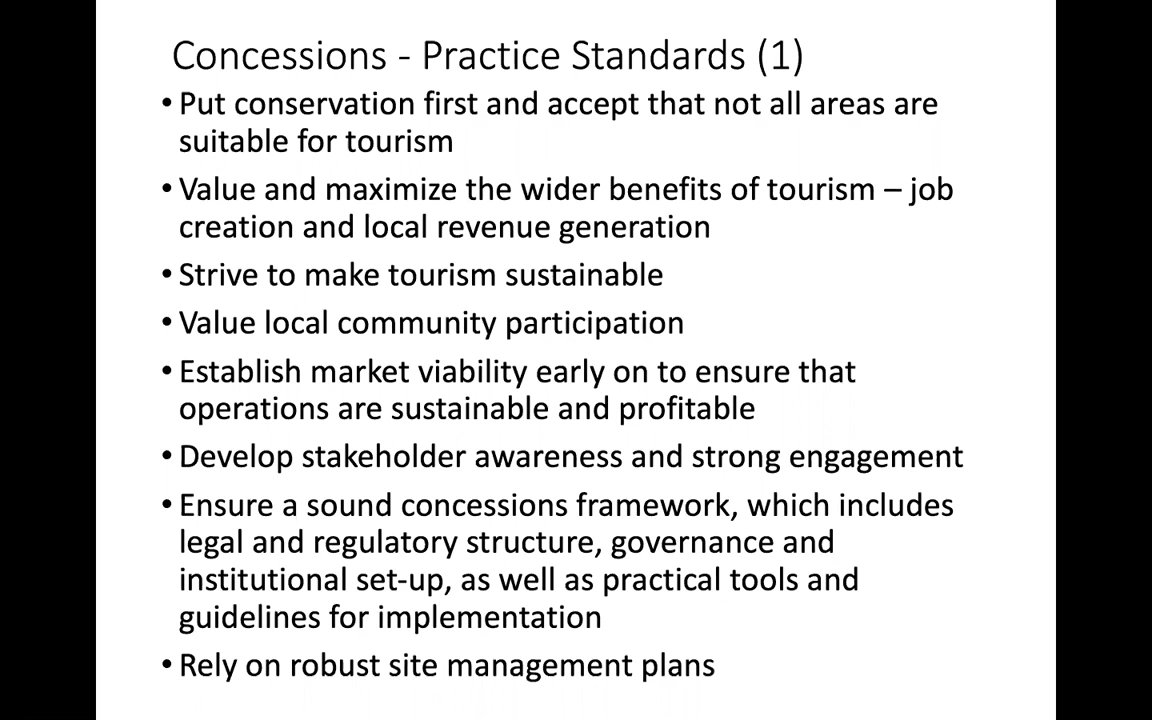 Concessions - Practice Standards (1)
• Put conservation first and accept that not all areas are
suitable for tourism
• Value and maximize the wider benefits of tourism – job
creation and local revenue generation
• Strive to make tourism sustainable
• Value local community participation
• Establish market viability early on to ensure that
operations are sustainable and profitable
• Develop stakeholder awareness and strong engagement
• Ensure a sound concessions framework, which includes
legal and regulatory structure, governance and
institutional set-up, as well as practical tools and
guidelines for implementation
• Rely on robust site management plans